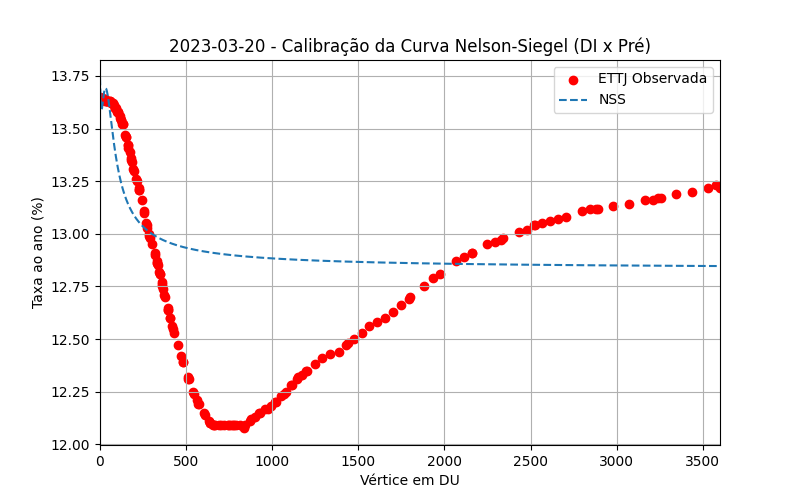 2023-03-20 - Calibração da Curva Nelson-Siegel (DI x Pré)
ETTJ Observada
NSS
Taxa ao ano (%)
13.75
13.50
13.25
13.00
12.75
12.50
12.25
12.00
0 500 1000 1500 2000 2500 3000 3500
Vértice em DU